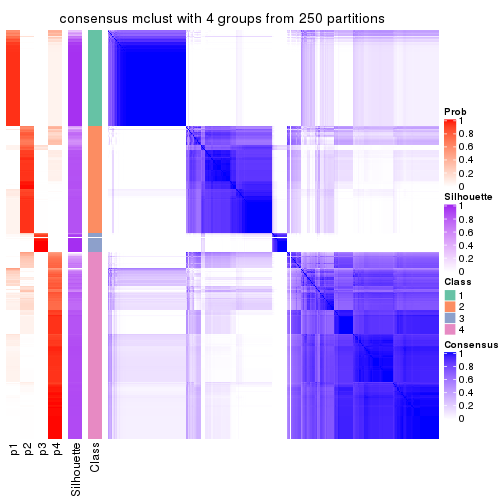 consensus mclust with 4 groups from 250 partitions
Prob
1
0.8
0.6
0.4
0.2
0
Silhouette
1
0.8
0.6
0.4
0.2
0
Class
1
2
3
4
Consensus
1
0.8
0.6
0.4
0.2
0
p1
p2
p3
p4
Silhouette
Class